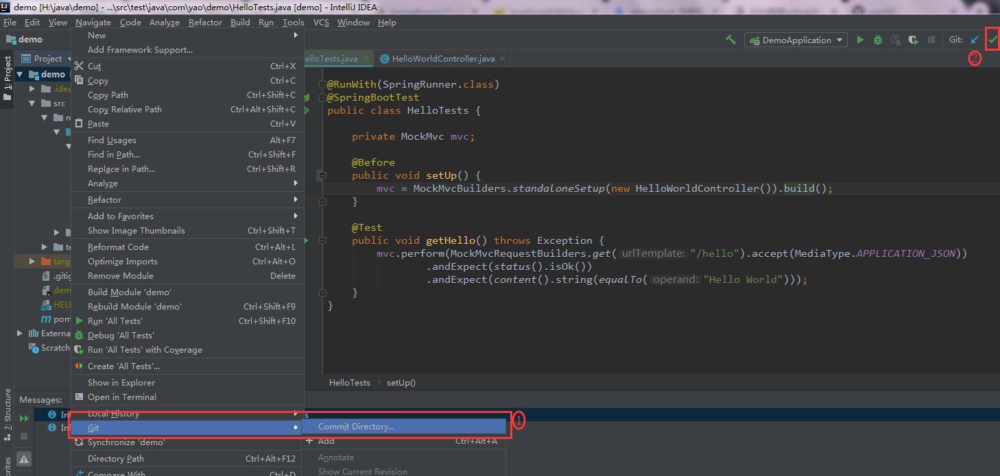 demo [H:\java\demo] - ...\src\test\java\com\yao\demo\HelloTests.java [demo] - IntelliJ IDEA
File Edit View Navigate Code Analyze Refactor Build Run Tools VCS Window Help
demo
DemoApplication
Git:
②
1: Project
Project
elloTests.java
HelloWorldController.java
demo
.idea
src
m
te
targ
.gitig
dem
HELP
pom
Externa
Scratch
New
Add Framework Support...
Cut Ctrl+X
Copy Ctrl+C
Copy Path Ctrl+Shift+C
Copy Relative Path Ctrl+Alt+Shift+C
Paste Ctrl+V
Find Usages Alt+F7
Find in Path... Ctrl+Shift+F
Replace in Path... Ctrl+Shift+R
Analyze
Refactor
Add to Favorites
Show Image Thumbnails Ctrl+Shift+T
Reformat Code Ctrl+Alt+L
Optimize Imports Ctrl+Alt+O
Remove Module Delete
Build Module 'demo'
Rebuild Module 'demo' Ctrl+Shift+F9
Run 'All Tests' Ctrl+Shift+F10
Debug 'All Tests'
Run 'All Tests' with Coverage
Create 'All Tests'...
Show in Explorer
Open in Terminal
Local History
Git
Synchronize 'demo'
Directory Path Ctrl+Alt+F12
Compare With... Ctrl+D
Commit Directory...
①
Add Ctrl+Alt+A
Annotate
Show Current Revision
@RunWith(SpringRunner.class)
@SpringBootTest
public class HelloTests {
private MockMvc mvc;
@Before
public void setUp() {
mvc = MockMvcBuilders.standaloneSetup(new HelloWorldController()).build();
}
@Test
public void getHello() throws Exception {
mvc.perform(MockMvcRequestBuilders.get( urlTemplate: "/hello").accept(MediaType.APPLICATION_JSON))
.andExpect(status().isOk())
.andExpect(content().string(equalTo( operand: "Hello World")));
}
}
HelloTests
setUp()
Messages:
7: Structure